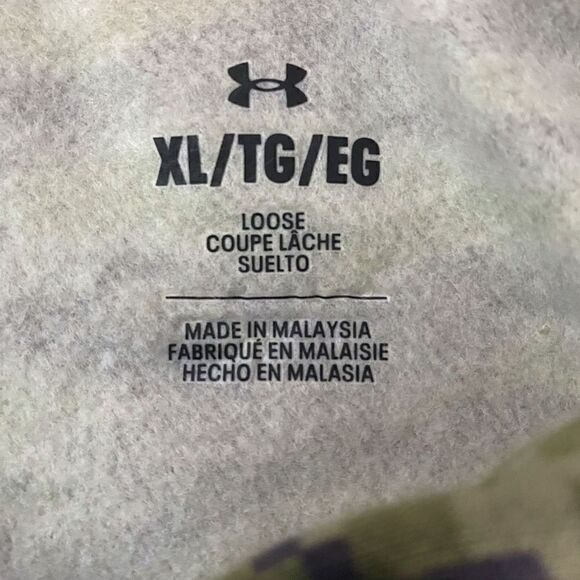 XL/TG/EG
LOOSE
COUPE LÂCHE
SUELTO
MADE IN MALAYSIA
FABRIQUÉ EN MALAISIE
HECHO EN MALASIA